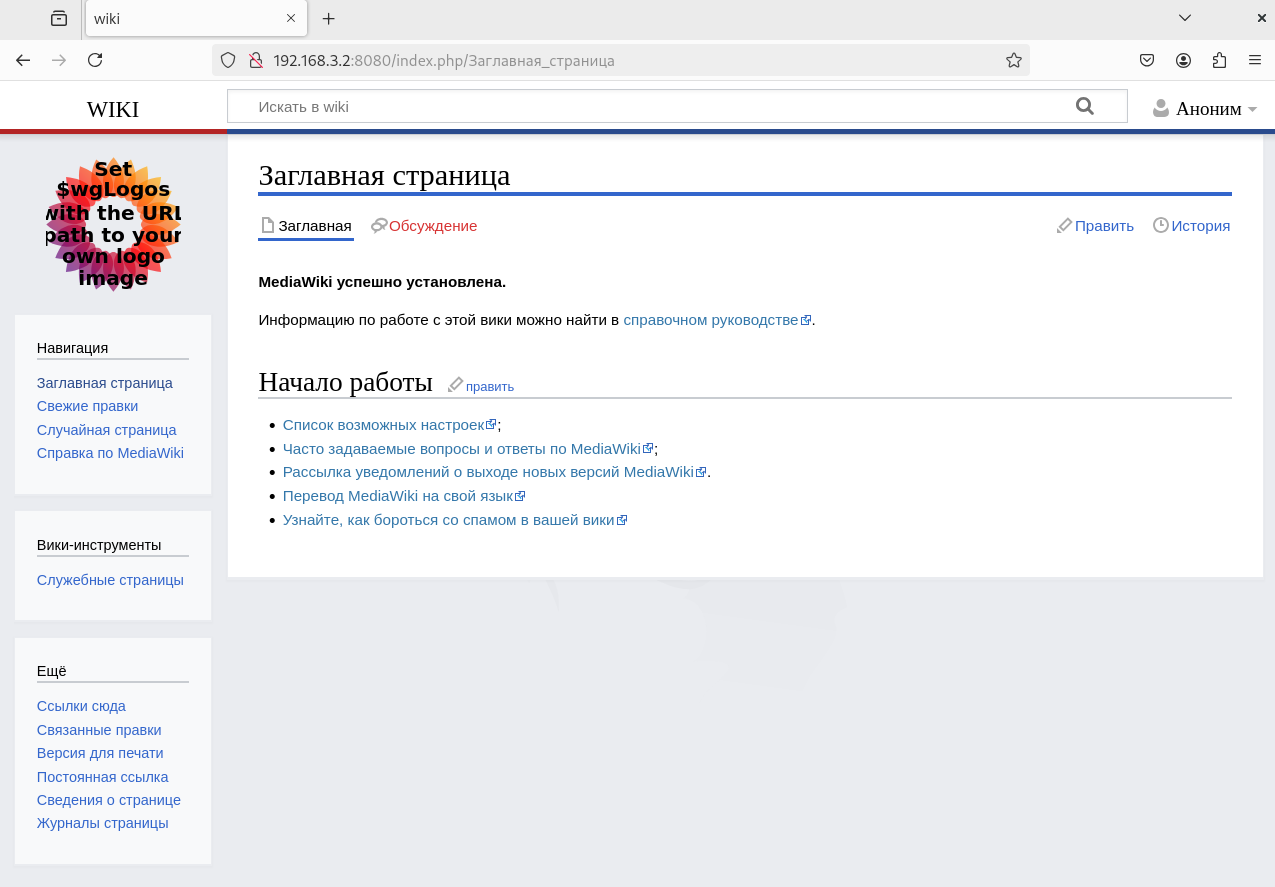 wiki
192.168.3.2:8080/index.php/Заглавная_страница
WIKI
Искать в wiki
Аноним
Set
$wgLogos
with the URL
path to your
own logo
image
Навигация
Заглавная страница
Свежие правки
Случайная страница
Справка по MediaWiki
Вики-инструменты
Служебные страницы
Ещё
Ссылки сюда
Связанные правки
Версия для печати
Постоянная ссылка
Сведения о странице
Журналы страницы
Заглавная страница
Заглавная Обсуждение Править История
MediaWiki успешно установлена.
Информацию по работе с этой вики можно найти в справочном руководстве.
Начало работы править
Список возможных настроек;
Часто задаваемые вопросы и ответы по MediaWiki;
Рассылка уведомлений о выходе новых версий MediaWiki.
Перевод MediaWiki на свой язык
Узнайте, как бороться со спамом в вашей вики